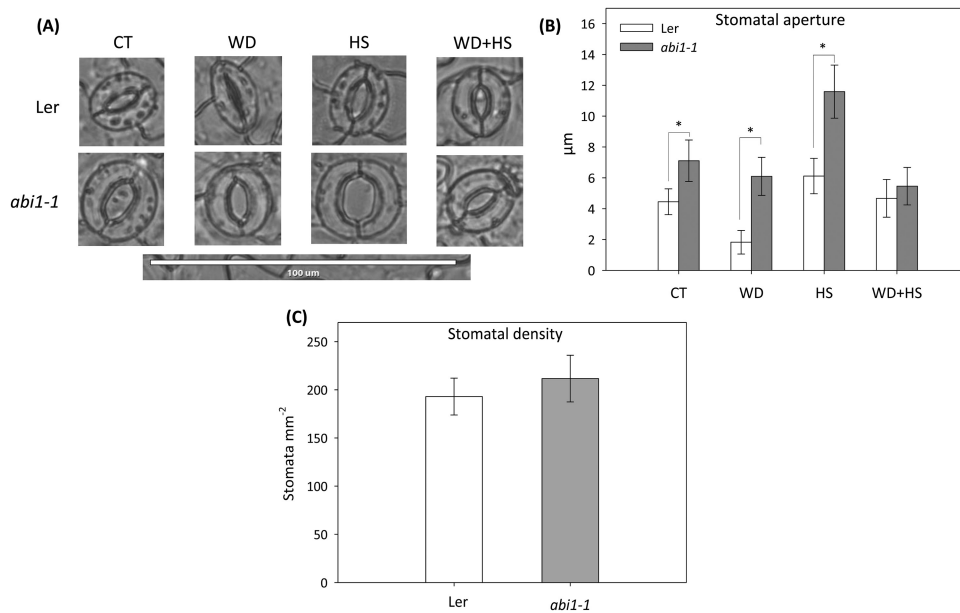 (A)
CT WD HS WD+HS
Ler
abi1-1
100 um
(B)
Stomatal aperture
Ler
abi1-1
16
14
12
10
8
6
4
2
0
μm
* * *
CT WD HS WD+HS
(C)
Stomatal density
250
200
150
100
50
0
Stomata mm⁻²
Ler abi1-1